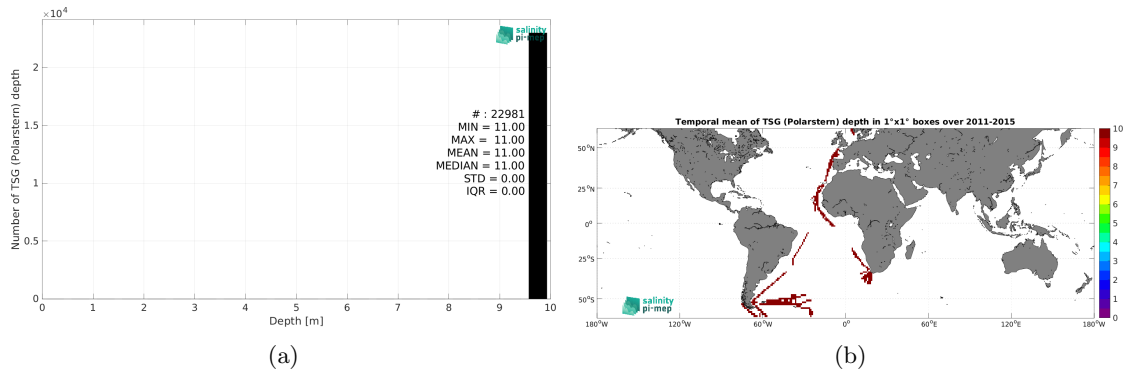 ×10⁴
2
1.5
1
0.5
0
Number of TSG (Polarstern) depth
salinity
pi-mep
# : 22981
MIN = 11.00
MAX = 11.00
MEAN = 11.00
MEDIAN = 11.00
STD = 0.00
IQR = 0.00
0 1 2 3 4 5 6 7 8 9 10
Depth [m]
(a)
Temporal mean of TSG (Polarstern) depth in 1°x1° boxes over 2011-2015
50°N
25°N
0°
25°S
50°S
salinity
pi-mep
180°W 120°W 60°W 0° 60°E 120°E 180°W
10
9
8
7
6
5
4
3
2
1
0
(b)